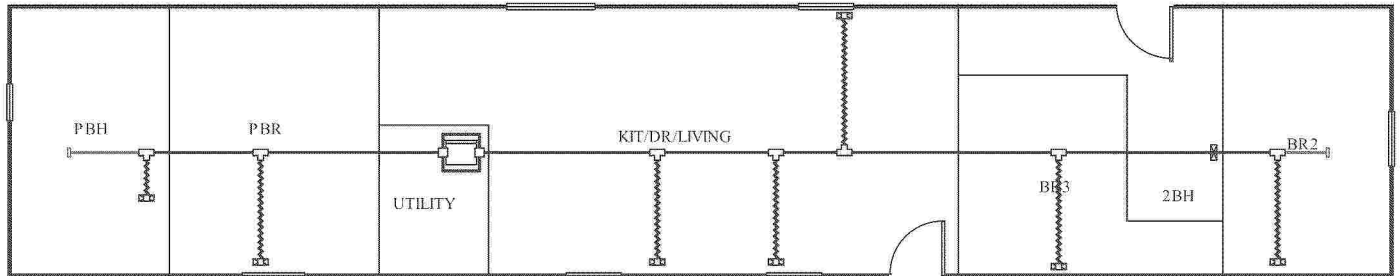 PBH
PBR
KIT/DR/LIVING
BR2
BR3
2BH
UTILITY